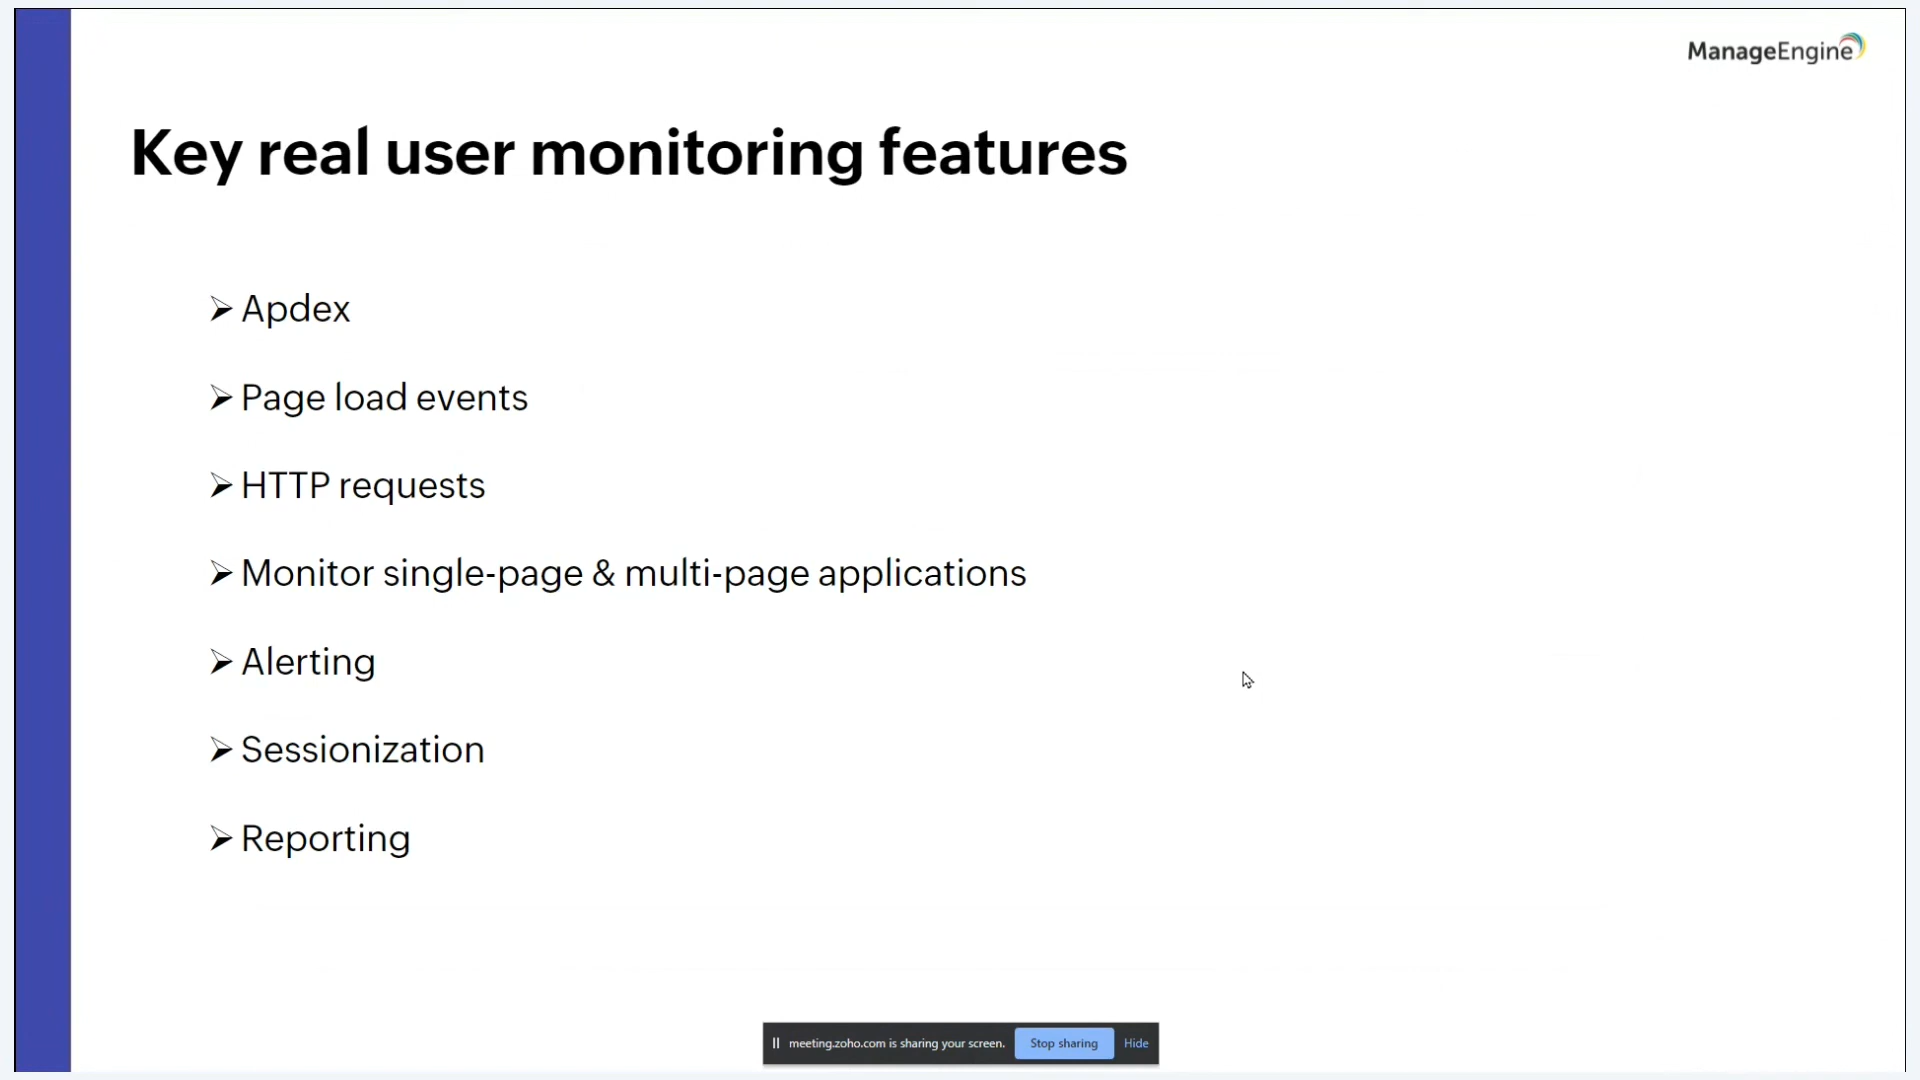 ManageEngine
Key real user monitoring features
Apdex
Page load events
HTTP requests
Monitor single-page & multi-page applications
Alerting
Sessionization
Reporting
meeting.zoho.com is sharing your screen. Stop sharing Hide